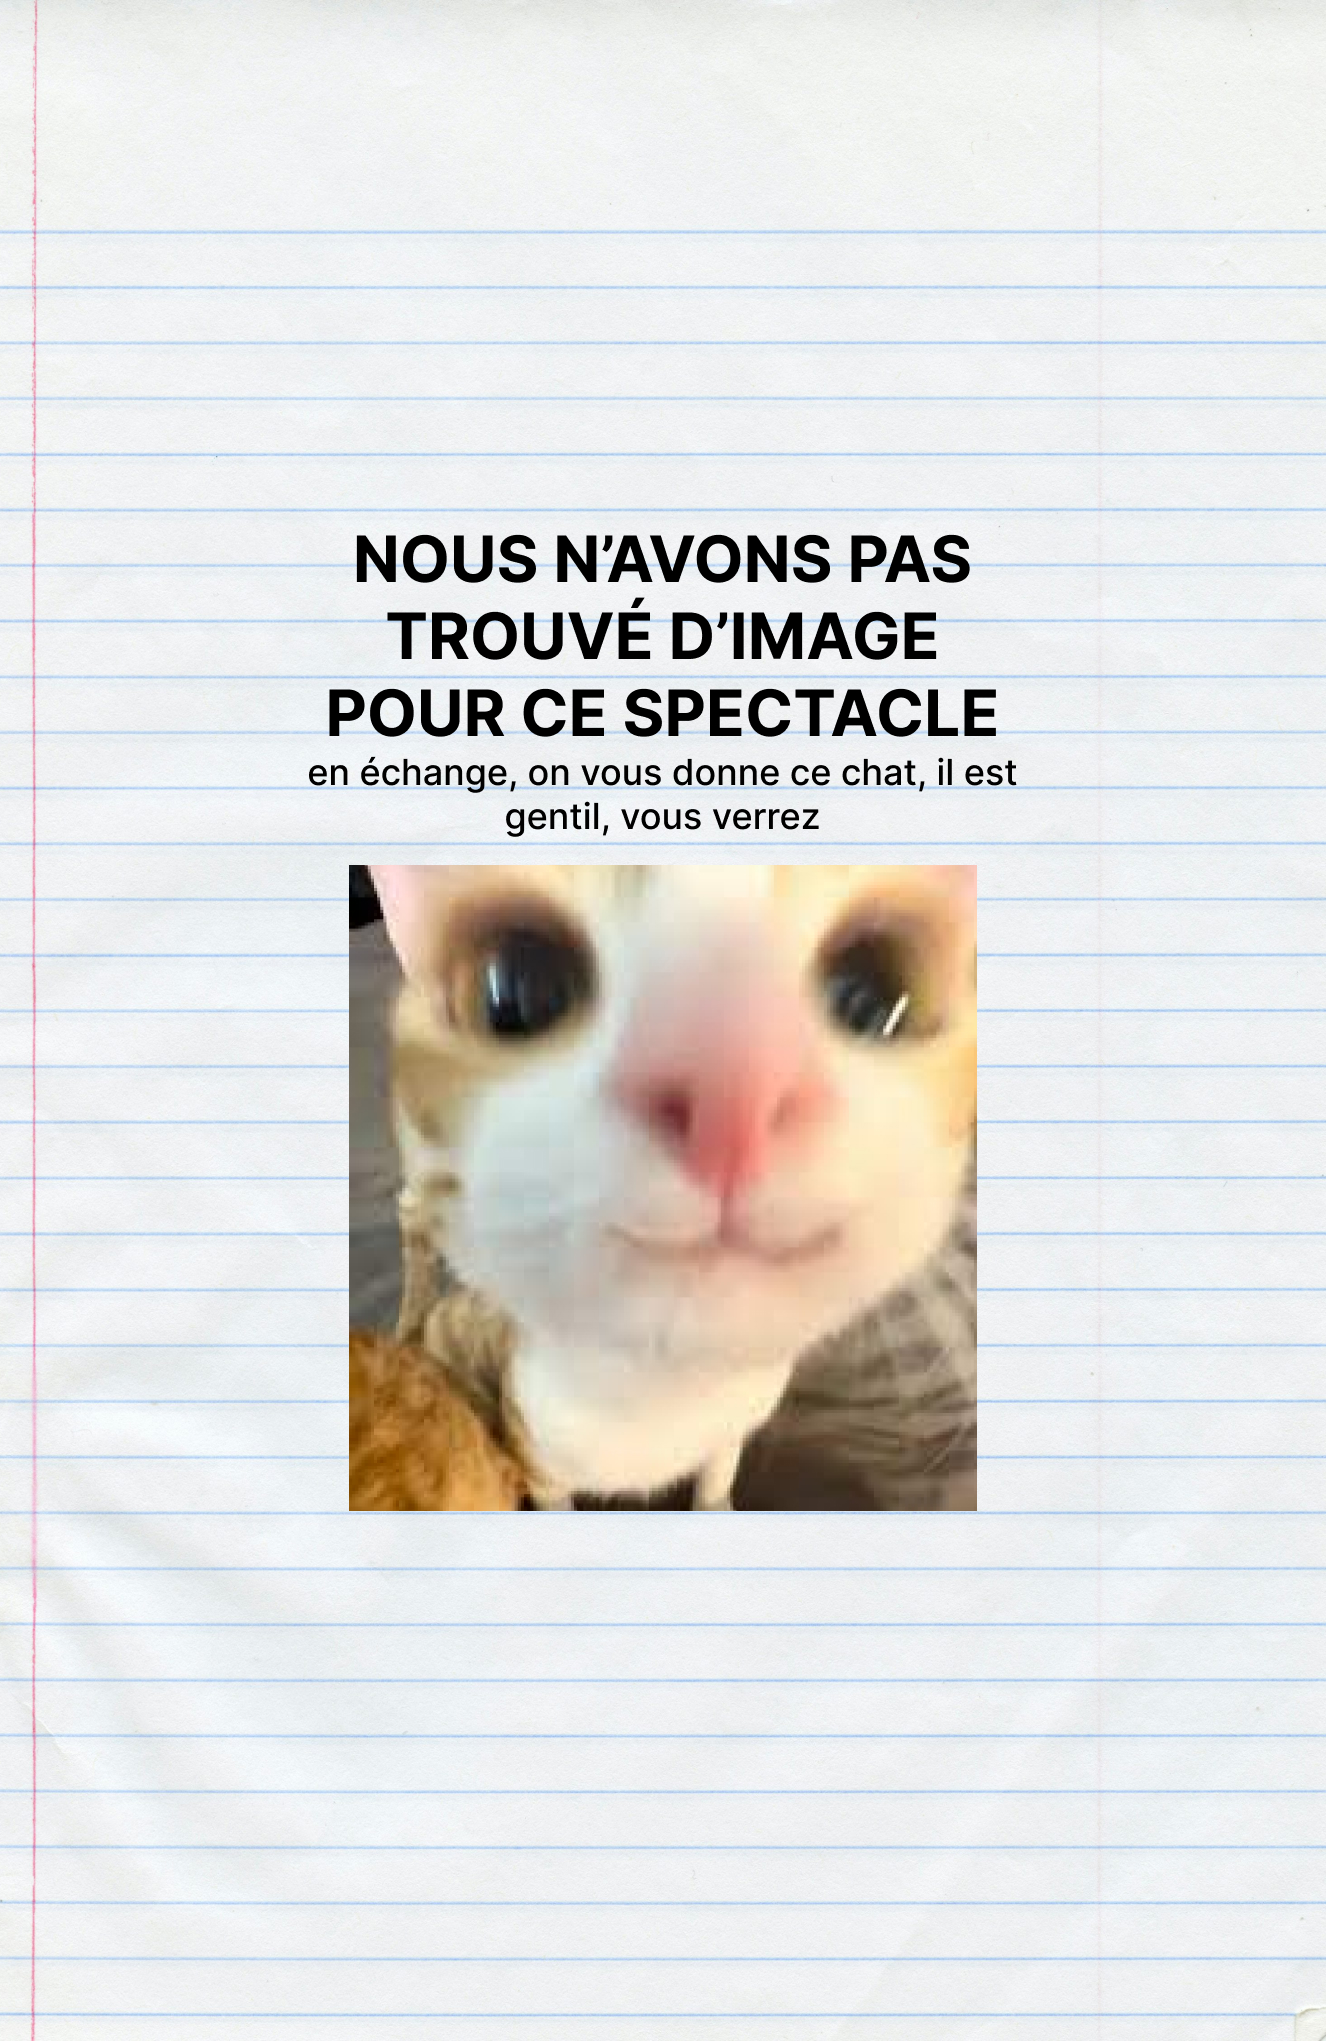 NOUS N’AVONS PAS
TROUVÉ D’IMAGE
POUR CE SPECTACLE
en échange, on vous donne ce chat, il est
gentil, vous verrez